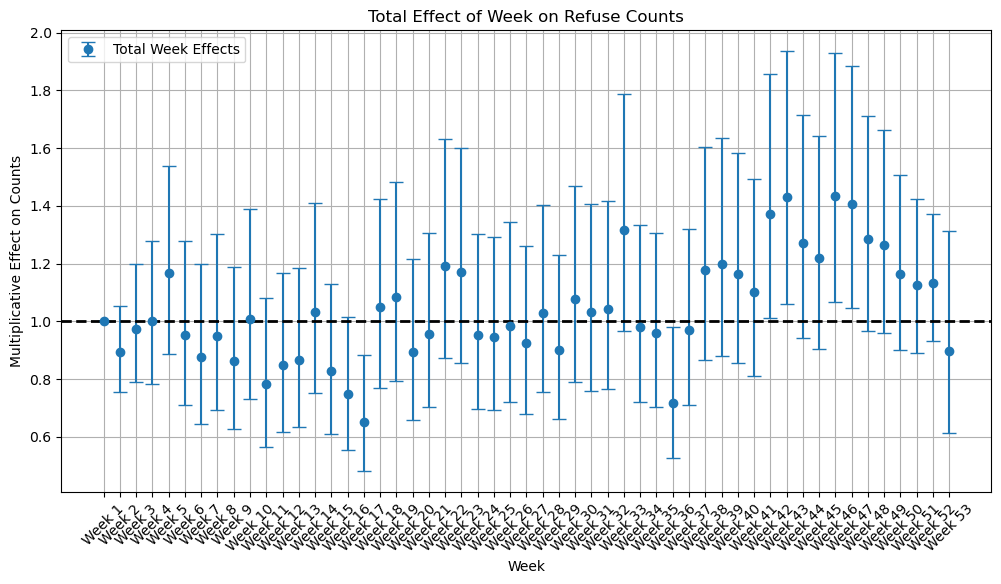 Total Effect of Week on Refuse Counts
Total Week Effects
Multiplicative Effect on Counts
2.0
1.8
1.6
1.4
1.2
1.0
0.8
0.6
Week 1
Week 2
Week 3
Week 4
Week 5
Week 6
Week 7
Week 8
Week 9
Week 10
Week 11
Week 12
Week 13
Week 14
Week 15
Week 16
Week 17
Week 18
Week 19
Week 20
Week 21
Week 22
Week 23
Week 24
Week 25
Week 26
Week 27
Week 28
Week 29
Week 30
Week 31
Week 32
Week 33
Week 34
Week 35
Week 36
Week 37
Week 38
Week 39
Week 40
Week 41
Week 42
Week 43
Week 44
Week 45
Week 46
Week 47
Week 48
Week 49
Week 50
Week 51
Week 52
Week 53
Week